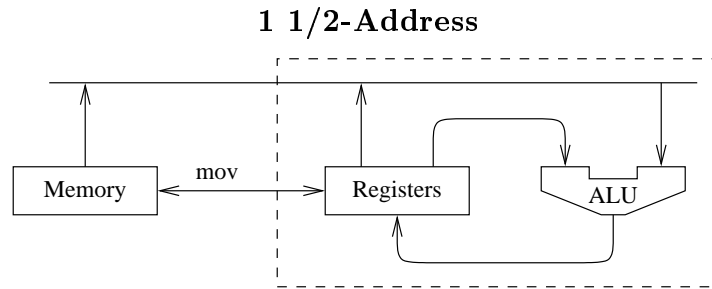 1 1/2-Address
mov
Memory
Registers
ALU